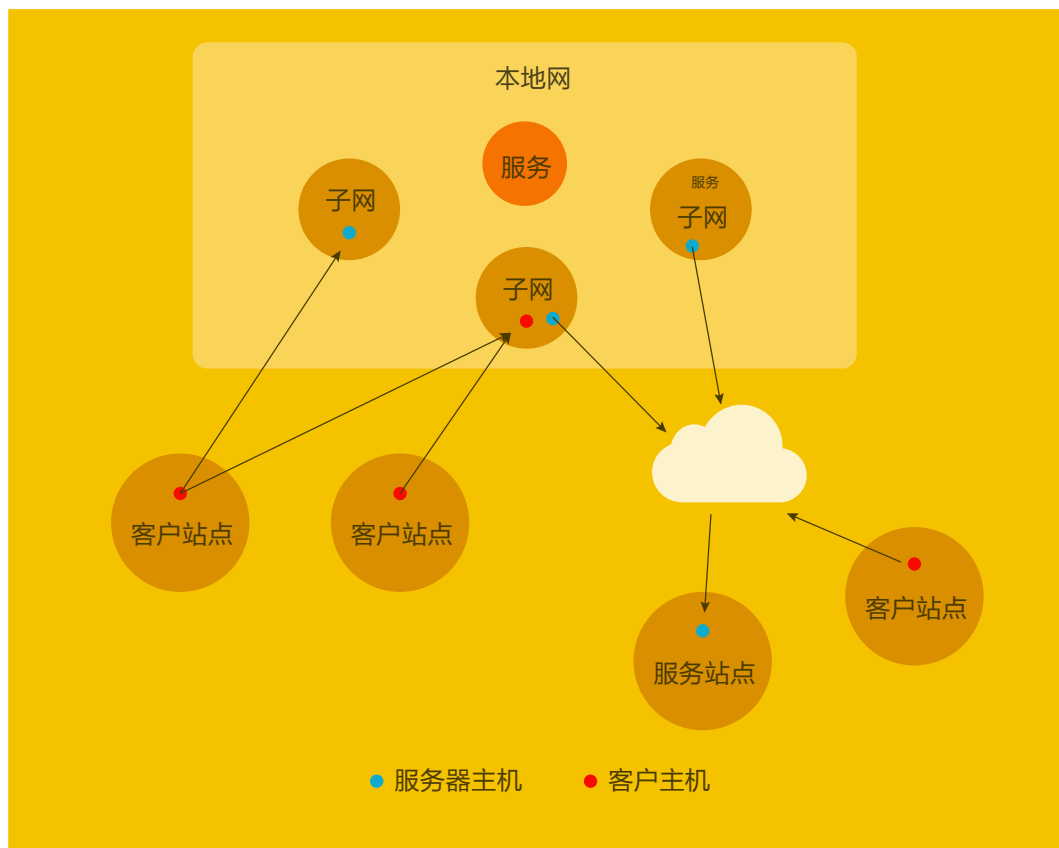 本地网
服务
子网
服务
子网
子网
客户站点
客户站点
客户站点
服务站点
服务器主机
客户主机